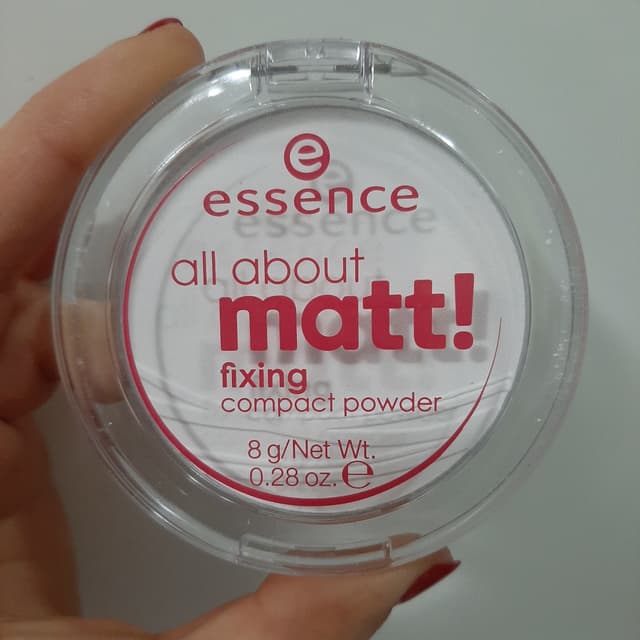 e
essence
all about
matt!
fixing
compact powder
8 g/Net Wt.
0.28 oz. ℮